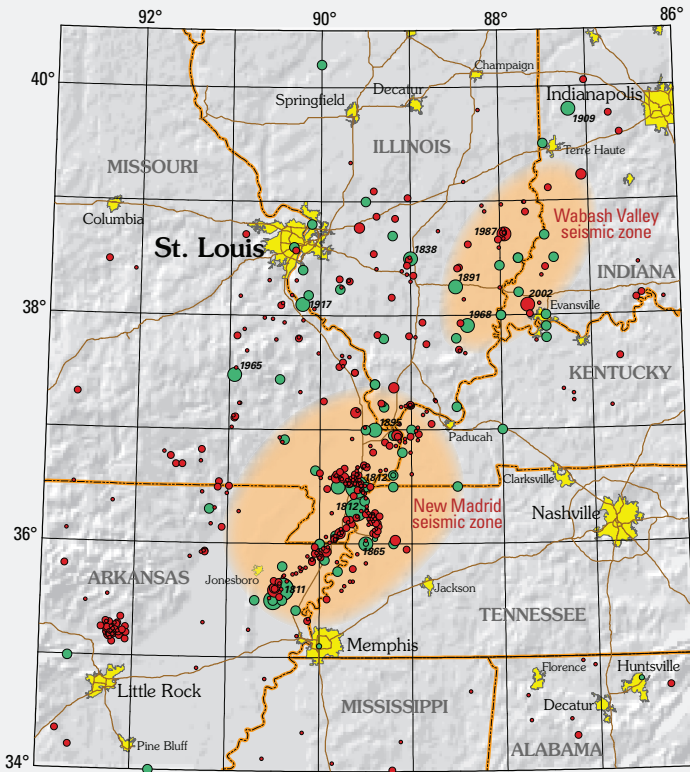 92°
90°
88°
86°
40°
Champaign
Springfield
Decatur
Indianapolis
1909
ILLINOIS
Terre Haute
MISSOURI
Columbia
Wabash Valley
seismic zone
1987
St. Louis
1838
INDIANA
1891
2002
Evansville
38°
1917
1968
1965
KENTUCKY
1895
Paducah
1812
Clarksville
New Madrid
seismic zone
1812
Nashville
36°
1865
ARKANSAS
Jonesboro
1811
Jackson
TENNESSEE
Memphis
Florence
Huntsville
Little Rock
MISSISSIPPI
Decatur
Pine Bluff
ALABAMA
34°